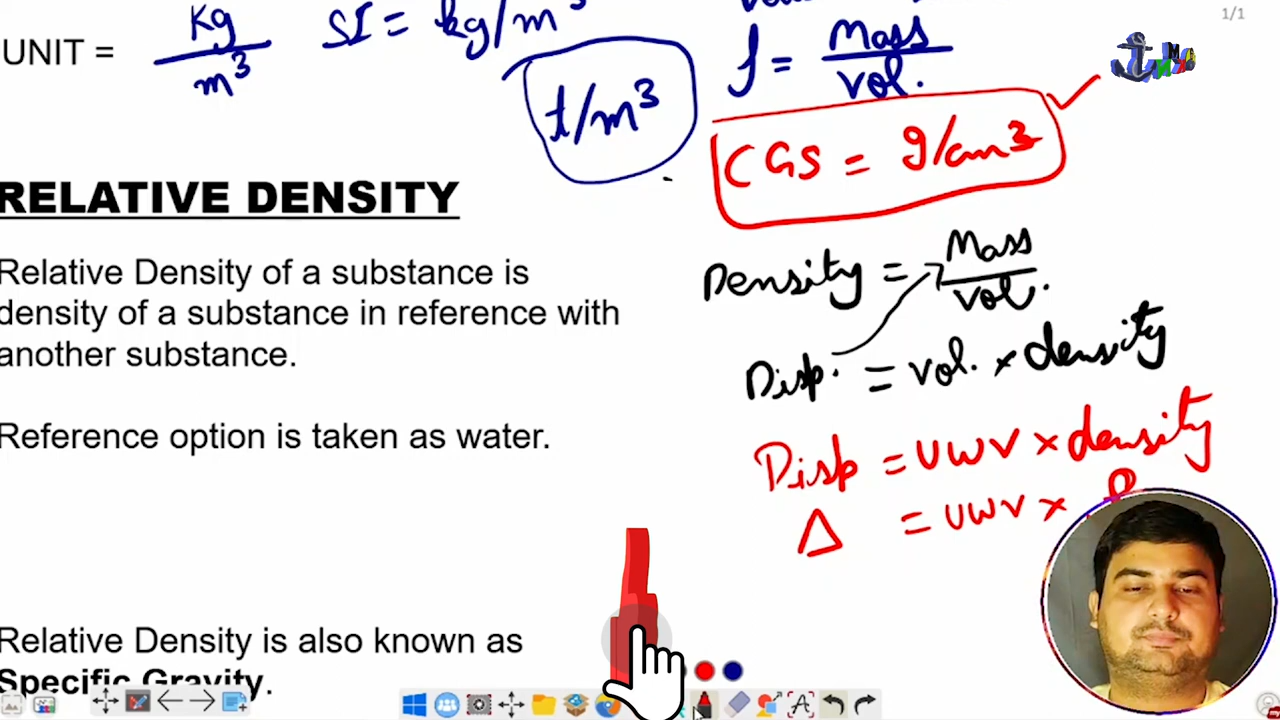 1/1
UNIT = Kg/m³ SI = kg/m³
t/m³
ρ = Mass/Vol.
CGS = g/cm³
RELATIVE DENSITY
Relative Density of a substance is
density of a substance in reference with
another substance.
Reference option is taken as water.
Relative Density is also known as
Specific Gravity.
Density = Mass/Vol.
Disp. = Vol. × density
Disp = UWV × density
Δ = UWV ×